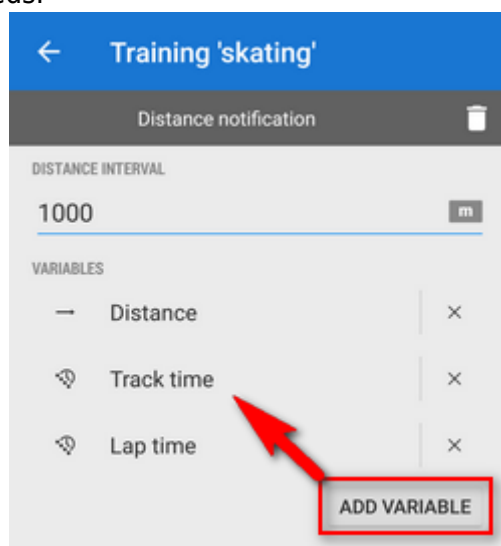 Training 'skating'
Distance notification
DISTANCE INTERVAL
1000 m
VARIABLES
Distance
Track time
Lap time
ADD VARIABLE